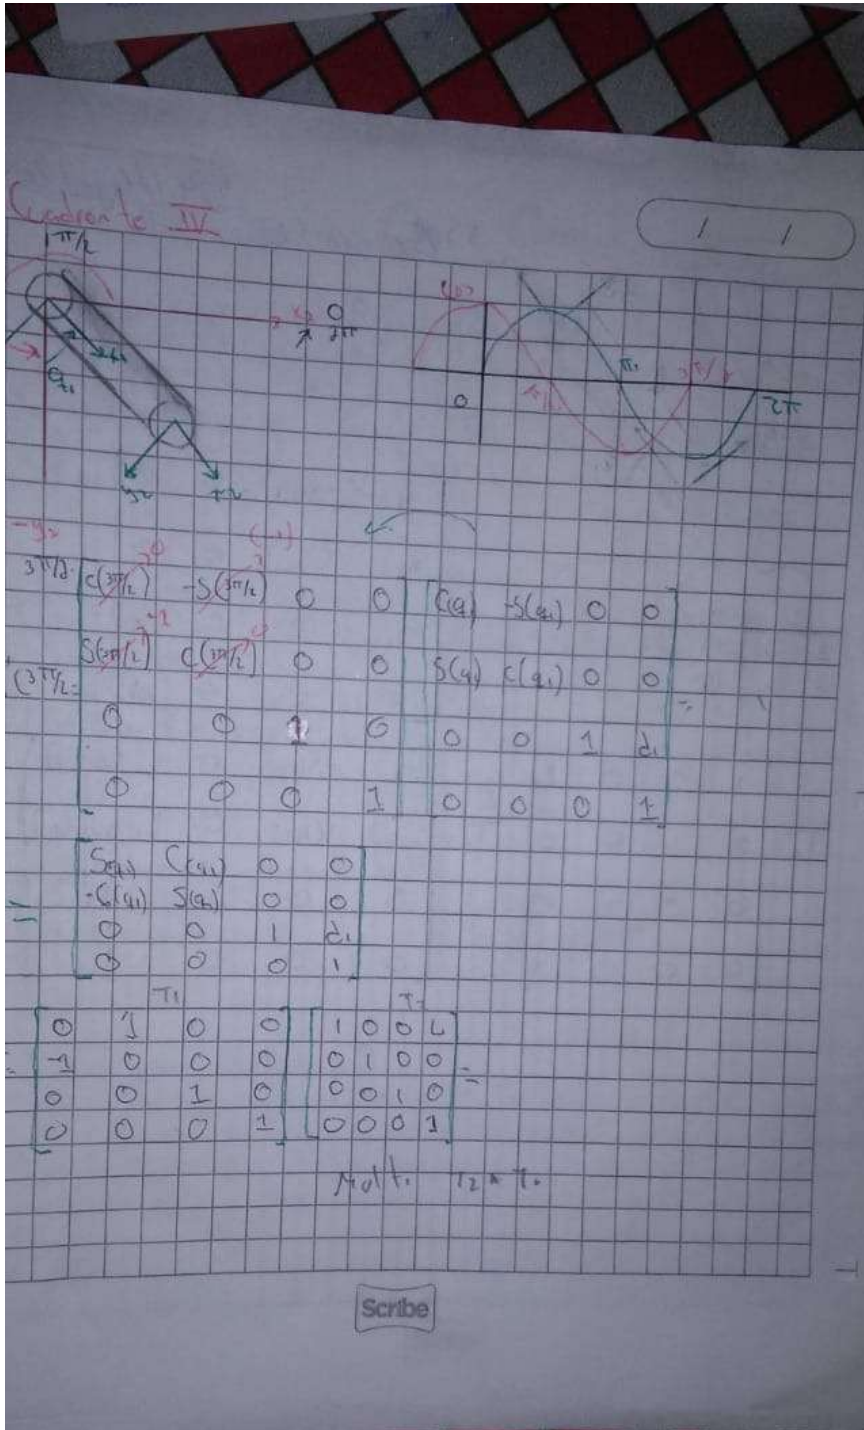 Cuadrante IV
/ /
π/2
0
2π
y2 x2
0 π 2π
3π/2 (-1)
C(3π/2) 0 -S(3π/2) 0 0 C(q1) -S(q1) 0 0
S(3π/2) -1 C(3π/2) 0 0 0 S(q1) C(q1) 0 0 =
(3π/2=
0 0 1 0 0 0 1 d1
0 0 0 1 0 0 0 1
S(q1) C(q1) 0 0
= -C(q1) S(q1) 0 0
0 0 1 d1
0 0 0 1
T1
0 1 0 0 1 0 0 L
= -1 0 0 0 0 1 0 0 =
0 0 1 0 0 0 1 0
0 0 0 1 0 0 0 1
Mult.
Scribe